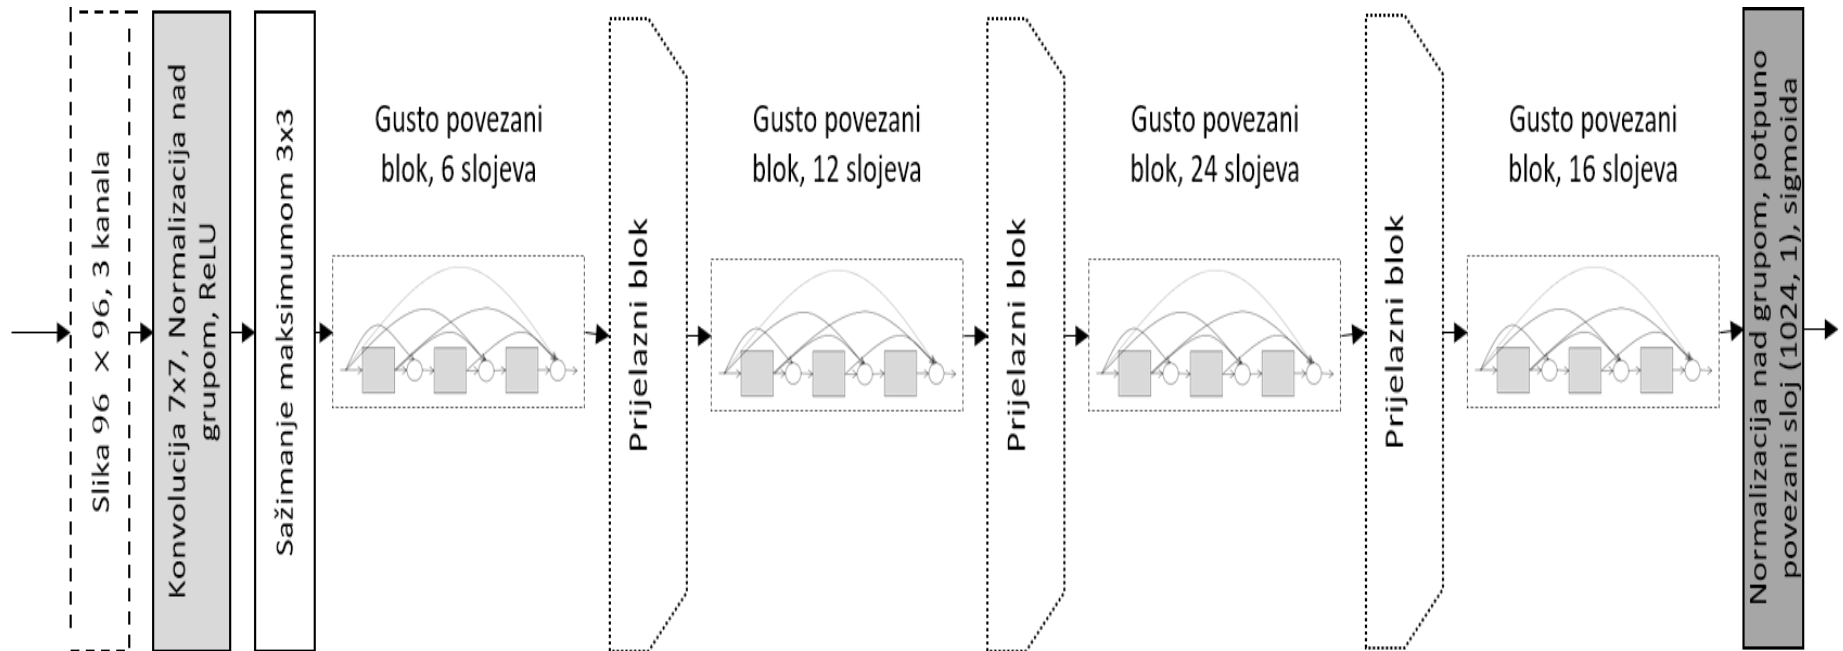 Slika 96 × 96, 3 kanala
Konvolucija 7x7, Normalizacija nad
grupom, ReLU
Sažimanje maksimumom 3x3
Gusto povezani
blok, 6 slojeva
Prijelazni blok
Gusto povezani
blok, 12 slojeva
Prijelazni blok
Gusto povezani
blok, 24 slojeva
Prijelazni blok
Gusto povezani
blok, 16 slojeva
Normalizacija nad grupom, potpuno
povezani sloj (1024, 1), sigmoida